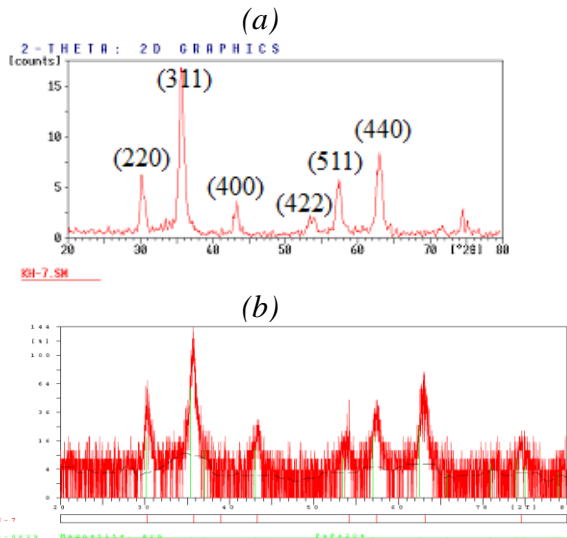 (a)
2-THETA: 2D GRAPHICS
[counts]
(311)
15
(440)
10
(220)
(511)
(400)
5
(422)
0
20 30 40 50 60 70 [°2θ] 80
KH-7.SM
(b)
144
[%]
100
64
36
16
4
0
20 30 40 50 60 70 [2T] 80